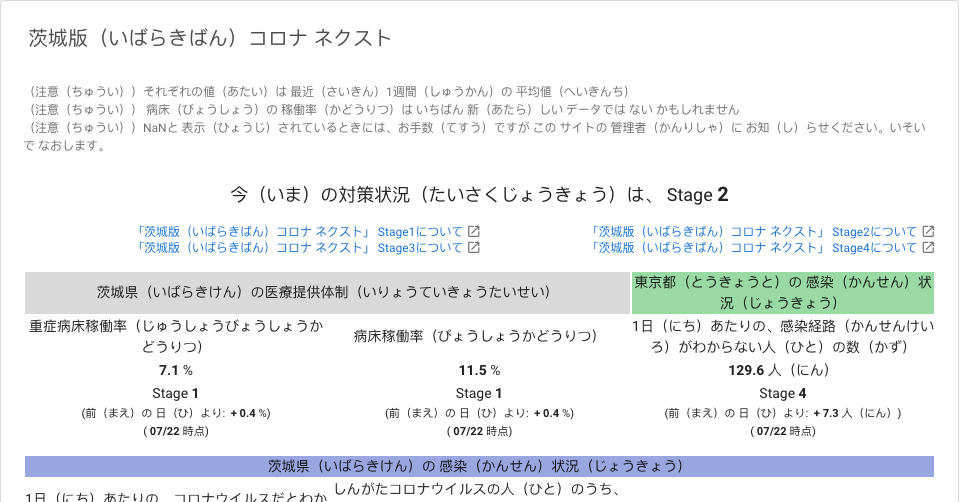 茨城版（いばらきばん）コロナ ネクスト
（注意（ちゅうい））それぞれの値（あたい）は 最近（さいきん）1週間（しゅうかん）の 平均値（へいきんち）
（注意（ちゅうい）） 病床（びょうしょう）の 稼働率（かどうりつ）は いちばん 新（あたら）しい データでは ない かもしれません
（注意（ちゅうい））NaNと 表示（ひょうじ）されているときには、お手数（てすう）ですが この サイトの 管理者（かんりしゃ）に お知（し）らせください。いそい
で なおします。
今（いま）の対策状況（たいさくじょうきょう）は、 Stage 2
「茨城版（いばらきばん）コロナ ネクスト」 Stage1について
「茨城版（いばらきばん）コロナ ネクスト」 Stage2について
「茨城版（いばらきばん）コロナ ネクスト」 Stage3について
「茨城版（いばらきばん）コロナ ネクスト」 Stage4について
茨城県（いばらきけん）の医療提供体制（いりょうていきょうたいせい）
東京都（とうきょうと）の 感染（かんせん）状
況（じょうきょう）
重症病床稼働率（じゅうしょうびょうしょうか
どうりつ）
7.1 %
Stage 1
(前（まえ）の 日（ひ）より: + 0.4 %)
( 07/22 時点)
病床稼働率（びょうしょうかどうりつ）
11.5 %
Stage 1
(前（まえ）の 日（ひ）より: + 0.4 %)
( 07/22 時点)
1日（にち）あたりの、感染経路（かんせんけい
ろ）がわからない人（ひと）の数（かず）
129.6 人（にん）
Stage 4
(前（まえ）の 日（ひ）より: + 7.3 人（にん）)
( 07/22 時点)
茨城県（いばらきけん）の 感染（かんせん）状況（じょうきょう）
1日（にち）あたりの、コロナウイルスだとわか
しんがたコロナウイルスの人（ひと）のうち、